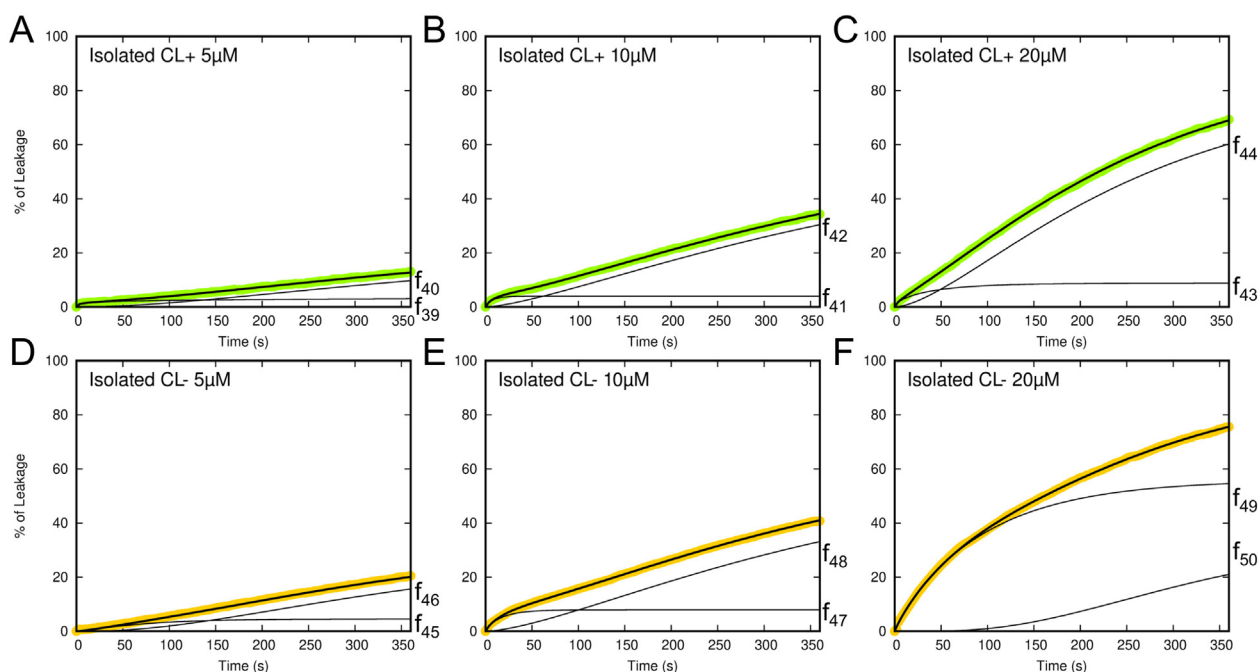 A
Isolated CL+ 5µM
% of Leakage
100
80
60
40
20
0
0 50 100 150 200 250 300 350
Time (s)
f40
f39
B
Isolated CL+ 10µM
100
80
60
40
20
0
0 50 100 150 200 250 300 350
Time (s)
f42
f41
C
Isolated CL+ 20µM
100
80
60
40
20
0
0 50 100 150 200 250 300 350
Time (s)
f44
f43
D
Isolated CL- 5µM
% of Leakage
100
80
60
40
20
0
0 50 100 150 200 250 300 350
Time (s)
f46
f45
E
Isolated CL- 10µM
100
80
60
40
20
0
0 50 100 150 200 250 300 350
Time (s)
f48
f47
F
Isolated CL- 20µM
100
80
60
40
20
0
0 50 100 150 200 250 300 350
Time (s)
f49
f50